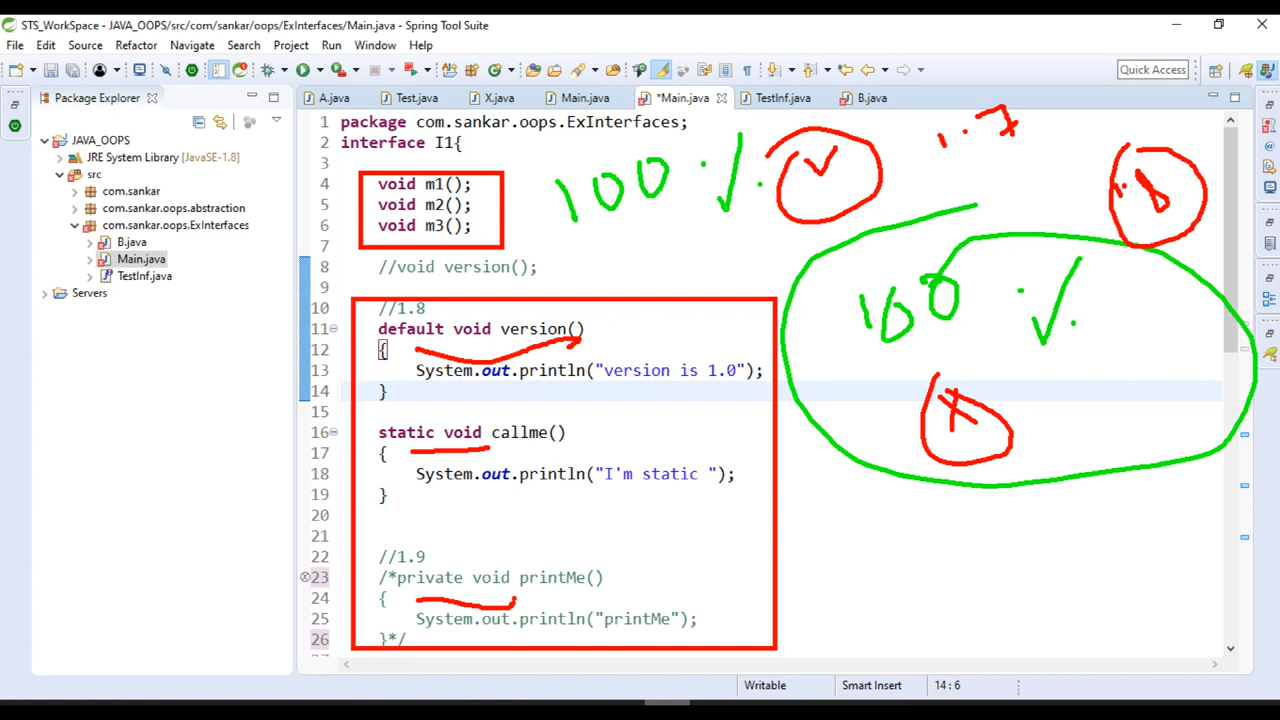 STS_WorkSpace - JAVA_OOPS/src/com/sankar/oops/ExInterfaces/Main.java - Spring Tool Suite
File Edit Source Refactor Navigate Search Project Run Window Help
Quick Access
Package Explorer
JAVA_OOPS
JRE System Library [JavaSE-1.8]
src
com.sankar
com.sankar.oops.abstraction
com.sankar.oops.ExInterfaces
B.java
Main.java
TestInf.java
Servers
A.java Test.java X.java Main.java *Main.java TestInf.java B.java
1 package com.sankar.oops.ExInterfaces;
2 interface I1{
3
4 void m1();
5 void m2();
6 void m3();
7
8 //void version();
9
10 //1.8
11 default void version()
12 {
13 System.out.println("version is 1.0");
14 }
15
16 static void callme()
17 {
18 System.out.println("I'm static ");
19 }
20
21
22 //1.9
23 /*private void printMe()
24 {
25 System.out.println("printMe");
26 }*/
100 %
1.7
1.8
100 %
Writable Smart Insert 14 : 6